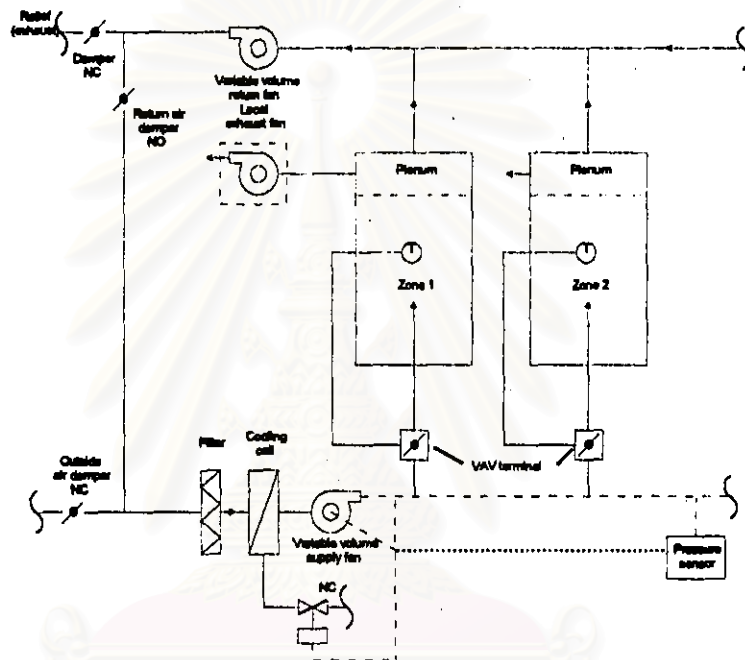 Relief
(exhaust)
Damper
NC
Variable volume
return fan
Local
exhaust fan
Return air
damper
NO
Plenum
Plenum
T
T
Zone 1
Zone 2
Outside
air damper
NC
Filter
Cooling
coil
VAV terminal
Variable volume
supply fan
NC
Pressure
sensor